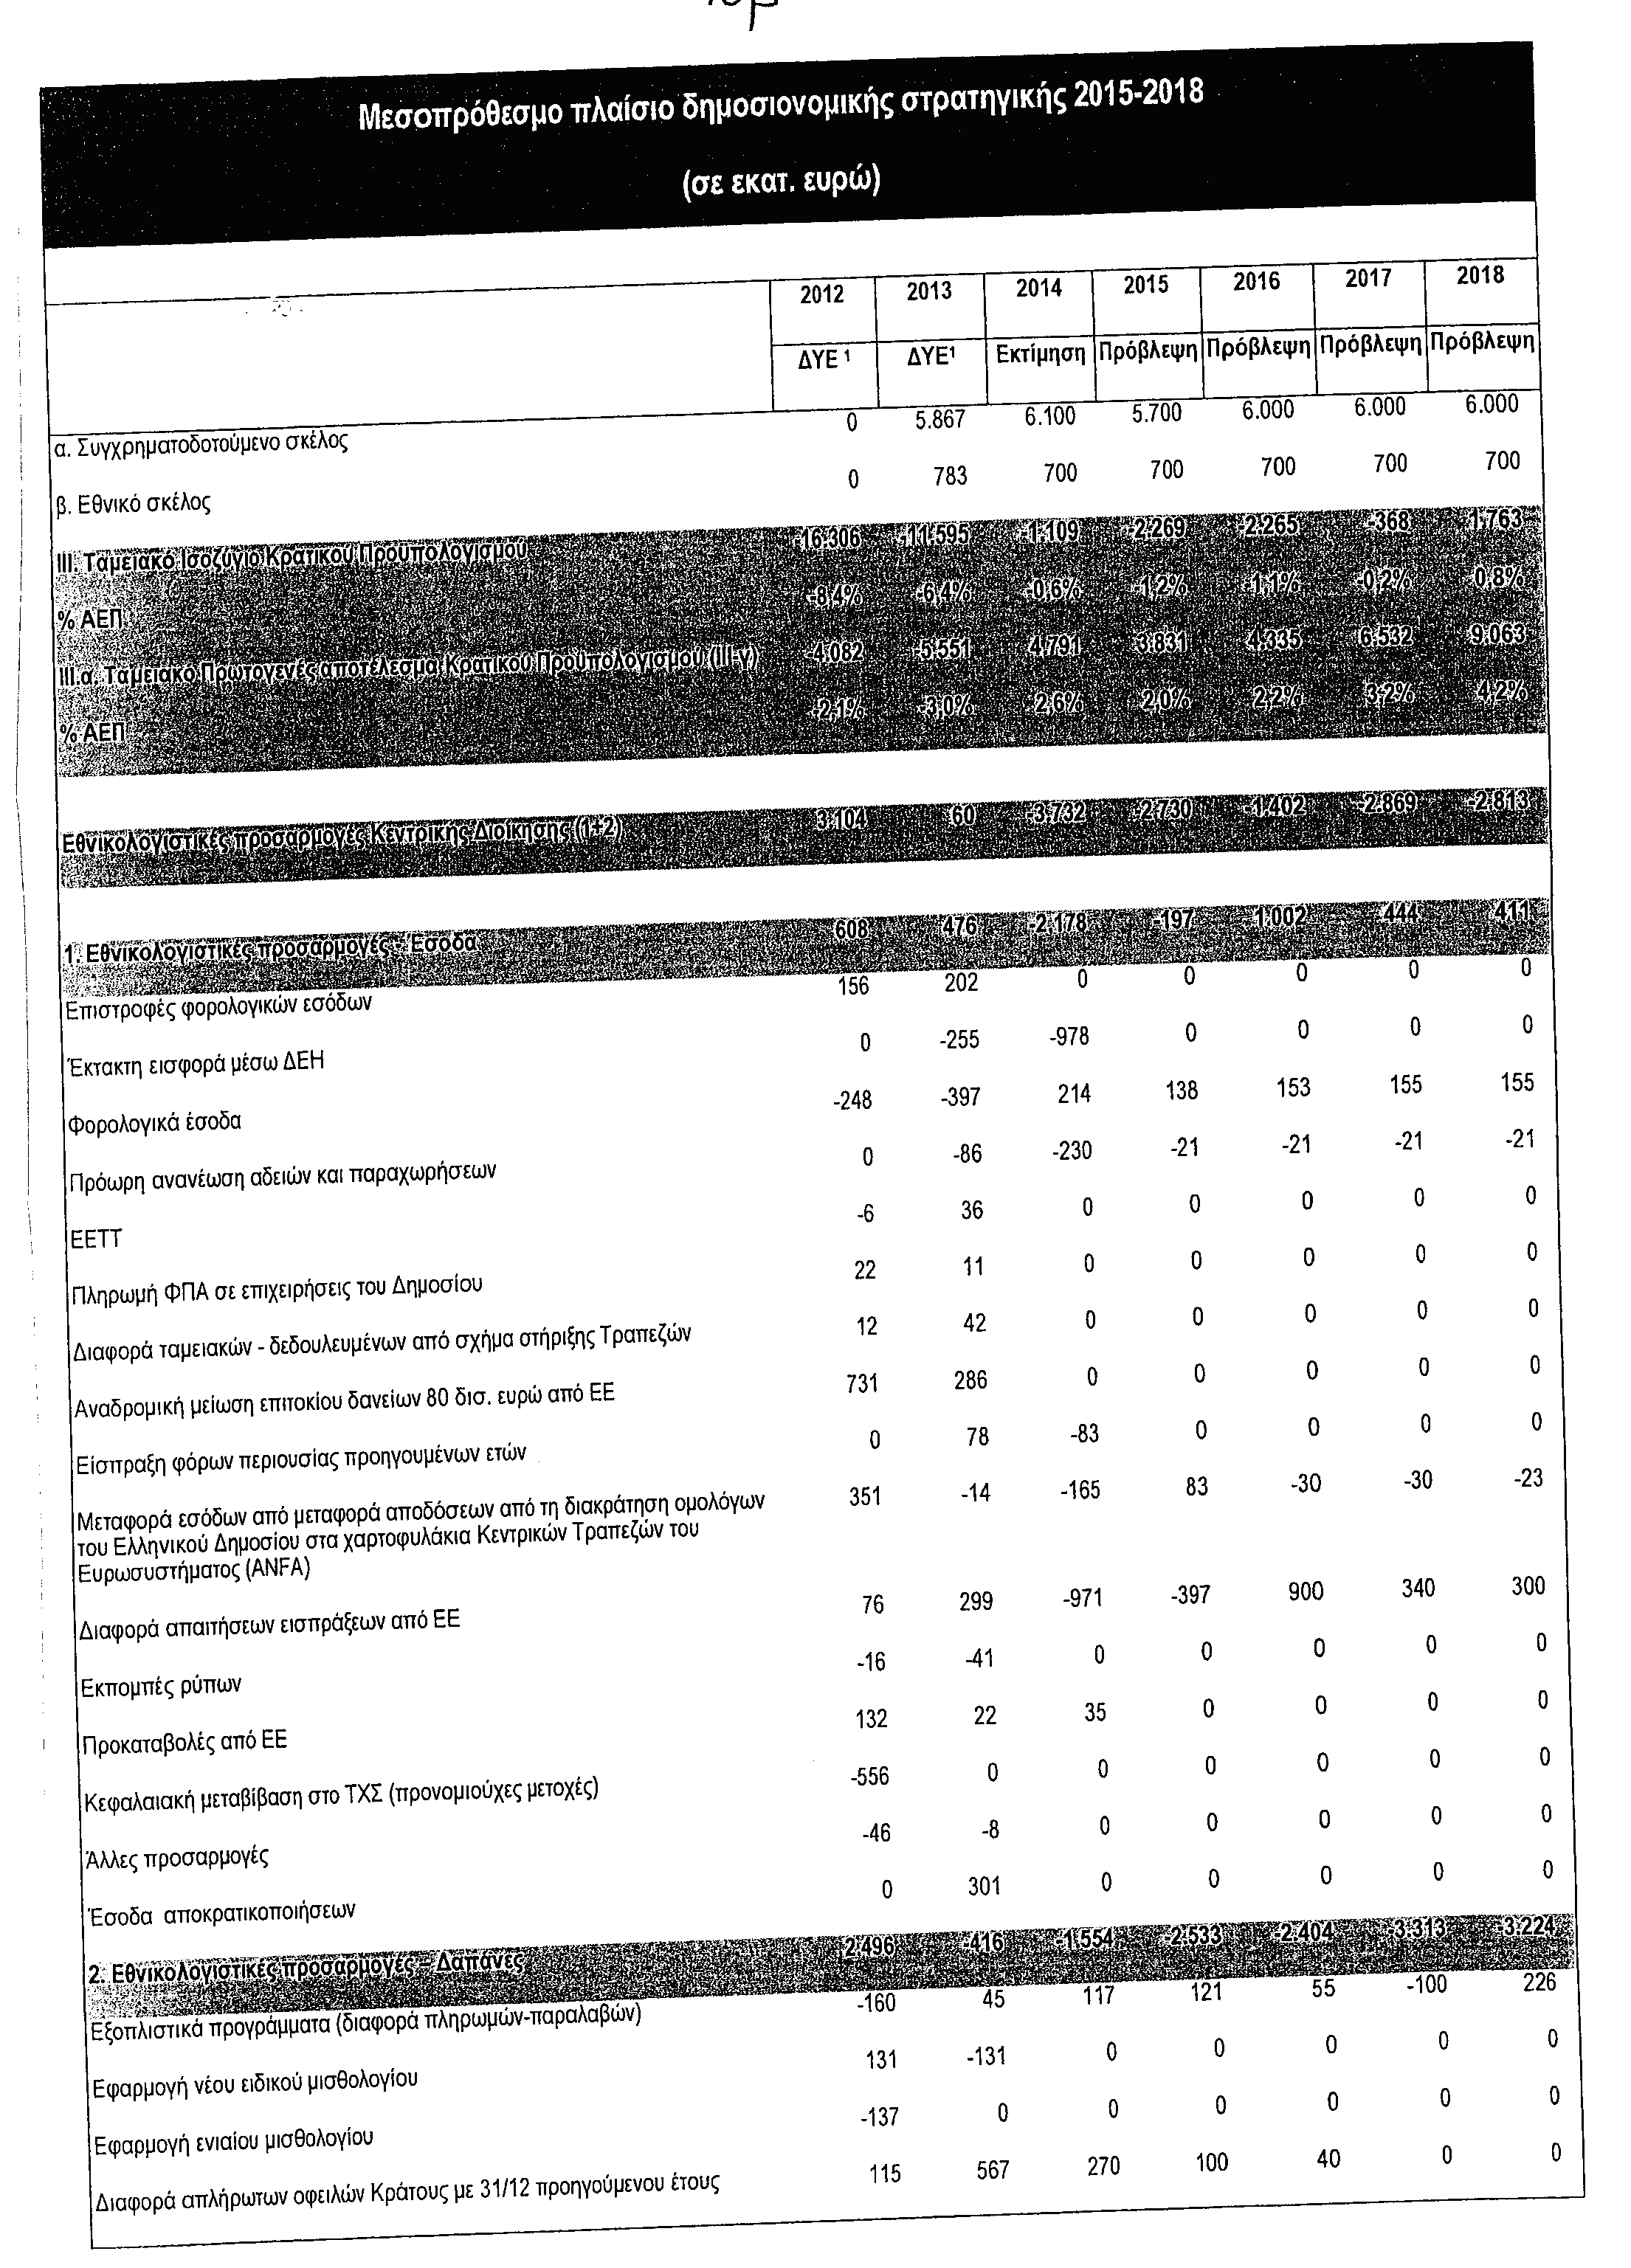 Μεσοπρόθεσμο πλαίσιο δημοσιονομικής στρατηγικής 2015-2018
(σε εκατ. ευρώ)
2012 2013 2014 2015 2016 2017 2018
ΔΥΕ 1 ΔΥΕ1 Εκτίμηση Πρόβλεψη Πρόβλεψη Πρόβλεψη Πρόβλεψη
α. Συγχρηματοδοτούμενο σκέλος 0 5.867 6.100 5.700 6.000 6.000 6.000
β. Εθνικό σκέλος 0 783 700 700 700 700 700
III. Ταμειακό Ισοζύγιο Κρατικού Προϋπολογισμού -16.306 -11.595 -1.109 -2.269 -2.265 -368 1.763
% ΑΕΠ -8,4% -6,4% -0,6% -1,2% -1,1% -0,2% 0,8%
III.α. Ταμειακό Πρωτογενές αποτέλεσμα Κρατικού Προϋπολογισμού (III-γ) -4.082 -5.551 4.791 3.831 4.335 6.532 9.063
% ΑΕΠ -2,1% -3,0% 2,6% 2,0% 2,2% 3,2% 4,2%
Εθνικολογιστικές προσαρμογές Κεντρικής Διοίκησης (1+2) 3.104 60 -3.732 -2.730 -1.402 -2.869 -2.813
1. Εθνικολογιστικές προσαρμογές - Έσοδα 608 476 -2.178 -197 1.002 444 411
Επιστροφές φορολογικών εσόδων 156 202 0 0 0 0 0
Έκτακτη εισφορά μέσω ΔΕΗ 0 -255 -978 0 0 0 0
Φορολογικά έσοδα -248 -397 214 138 153 155 155
Πρόωρη ανανέωση αδειών και παραχωρήσεων 0 -86 -230 -21 -21 -21 -21
ΕΕΤΤ -6 36 0 0 0 0 0
Πληρωμή ΦΠΑ σε επιχειρήσεις του Δημοσίου 22 11 0 0 0 0 0
Διαφορά ταμειακών - δεδουλευμένων από σχήμα στήριξης Τραπεζών 12 42 0 0 0 0 0
Αναδρομική μείωση επιτοκίου δανείων 80 δισ. ευρώ από ΕΕ 731 286 0 0 0 0 0
Είσπραξη φόρων περιουσίας προηγουμένων ετών 0 78 -83 0 0 0 0
Μεταφορά εσόδων από μεταφορά αποδόσεων από τη διακράτηση ομολόγων 351 -14 -165 83 -30 -30 -23
του Ελληνικού Δημοσίου στα χαρτοφυλάκια Κεντρικών Τραπεζών του
Ευρωσυστήματος (ANFA)
Διαφορά απαιτήσεων εισπράξεων από ΕΕ 76 299 -971 -397 900 340 300
Εκπομπές ρύπων -16 -41 0 0 0 0 0
Προκαταβολές από ΕΕ 132 22 35 0 0 0 0
Κεφαλαιακή μεταβίβαση στο ΤΧΣ (προνομιούχες μετοχές) -556 0 0 0 0 0 0
Άλλες προσαρμογές -46 -8 0 0 0 0 0
Έσοδα αποκρατικοποιήσεων 0 301 0 0 0 0 0
2. Εθνικολογιστικές προσαρμογές - Δαπάνες 2.496 -416 -1.554 -2.533 -2.404 -3.313 -3.224
Εξοπλιστικά προγράμματα (διαφορά πληρωμών-παραλαβών) -160 45 117 121 55 -100 226
Εφαρμογή νέου ειδικού μισθολογίου 131 -131 0 0 0 0 0
Εφαρμογή ενιαίου μισθολογίου -137 0 0 0 0 0 0
Διαφορά απλήρωτων οφειλών Κράτους με 31/12 προηγούμενου έτους 115 567 270 100 40 0 0